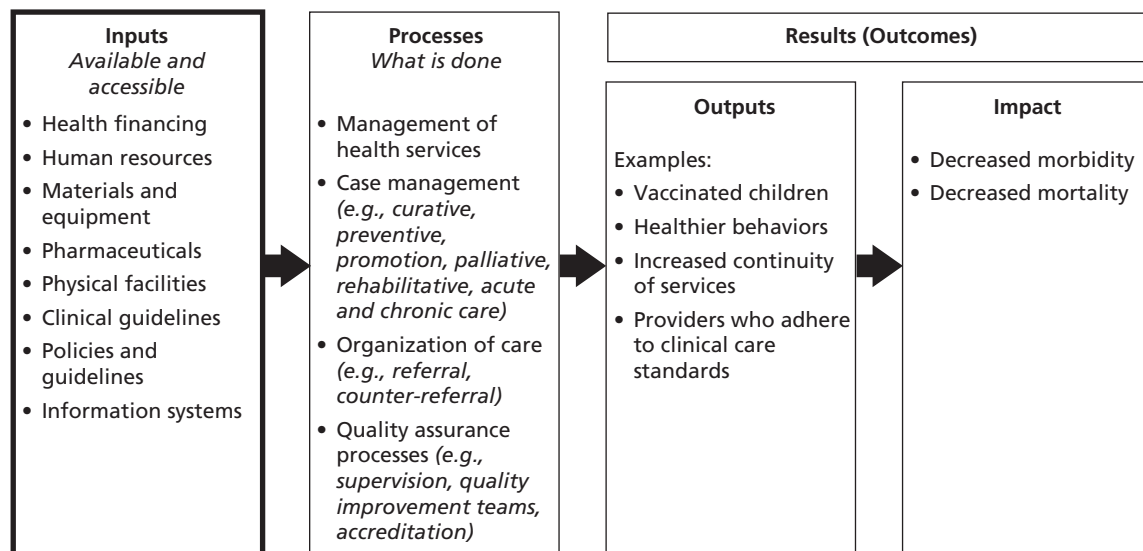 Inputs
Available and
accessible
• Health financing
• Human resources
• Materials and
equipment
• Pharmaceuticals
• Physical facilities
• Clinical guidelines
• Policies and
guidelines
• Information systems
Processes
What is done
• Management of
health services
• Case management
(e.g., curative,
preventive,
promotion, palliative,
rehabilitative, acute
and chronic care)
• Organization of care
(e.g., referral,
counter-referral)
• Quality assurance
processes (e.g.,
supervision, quality
improvement teams,
accreditation)
Results (Outcomes)
Outputs
Examples:
• Vaccinated children
• Healthier behaviors
• Increased continuity
of services
• Providers who adhere
to clinical care
standards
Impact
• Decreased morbidity
• Decreased mortality